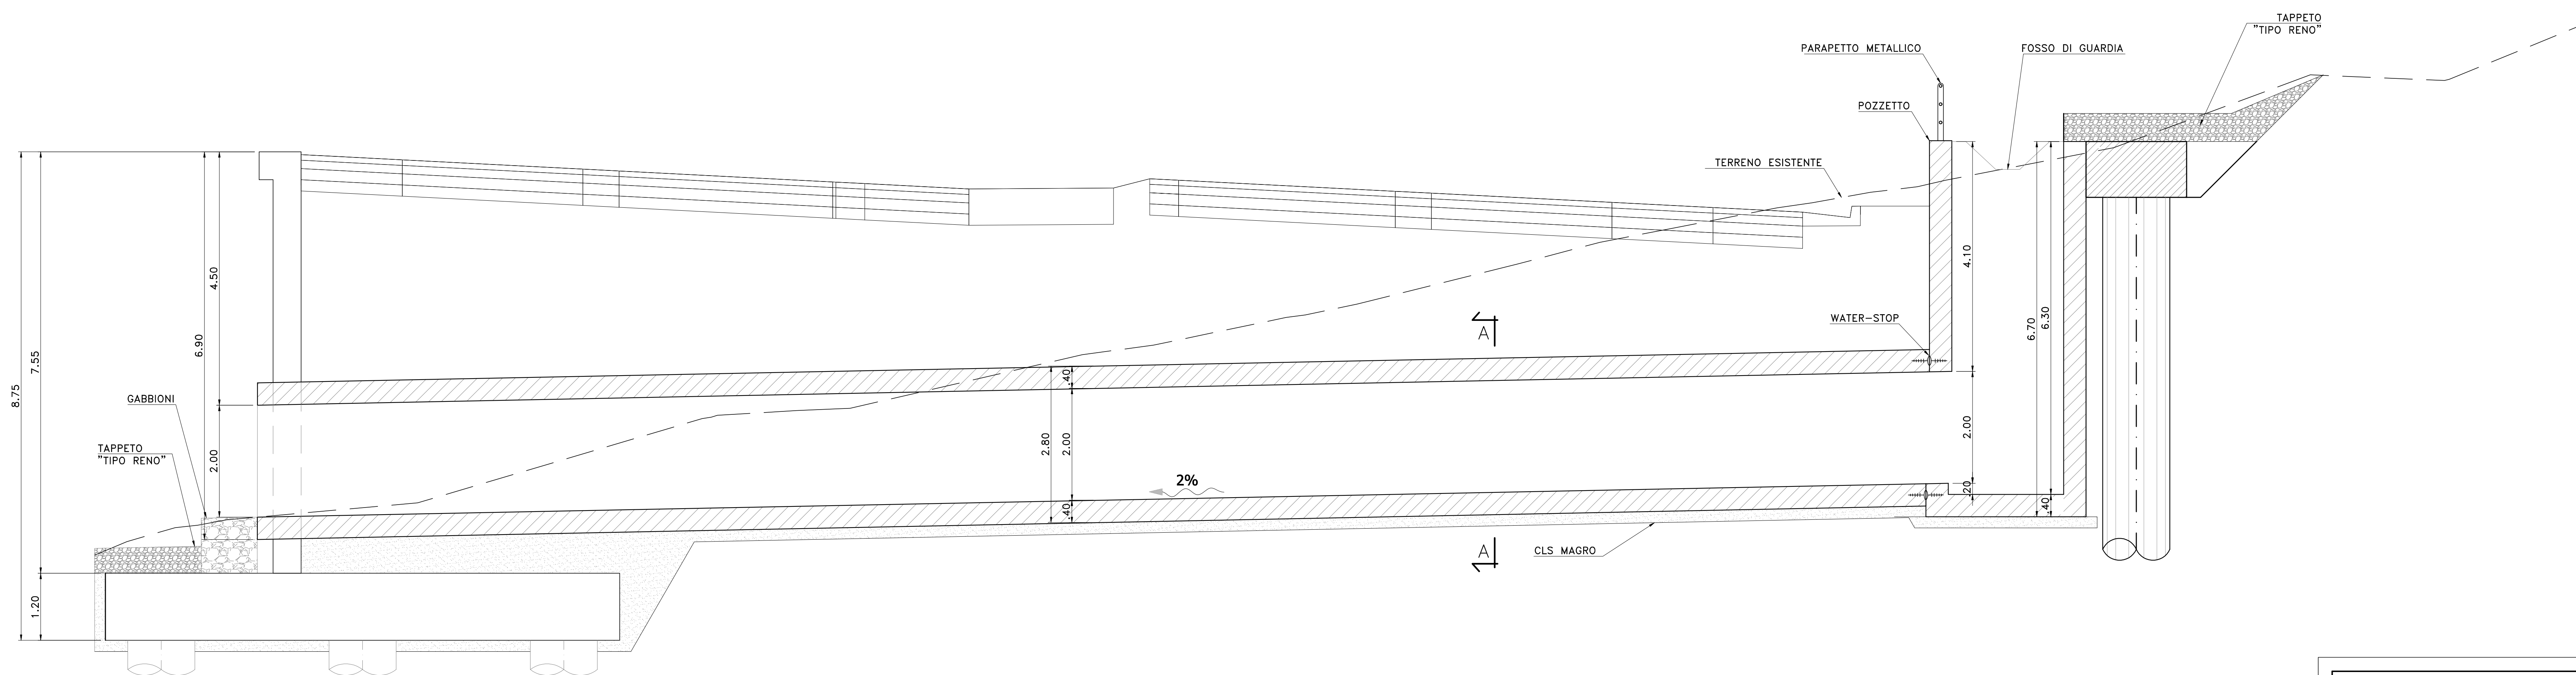 TAPPETO
"TIPO RENO"
PARAPETTO METALLICO
FOSSO DI GUARDIA
POZZETTO
TERRENO ESISTENTE
4.10
4.50
6.30
6.70
6.90
7.55
8.75
A
WATER-STOP
.40
GABBIONI
2.00
2.80
2.00
2.00
TAPPETO
"TIPO RENO"
2%
.20
.40
.40
A
CLS MAGRO
1.20